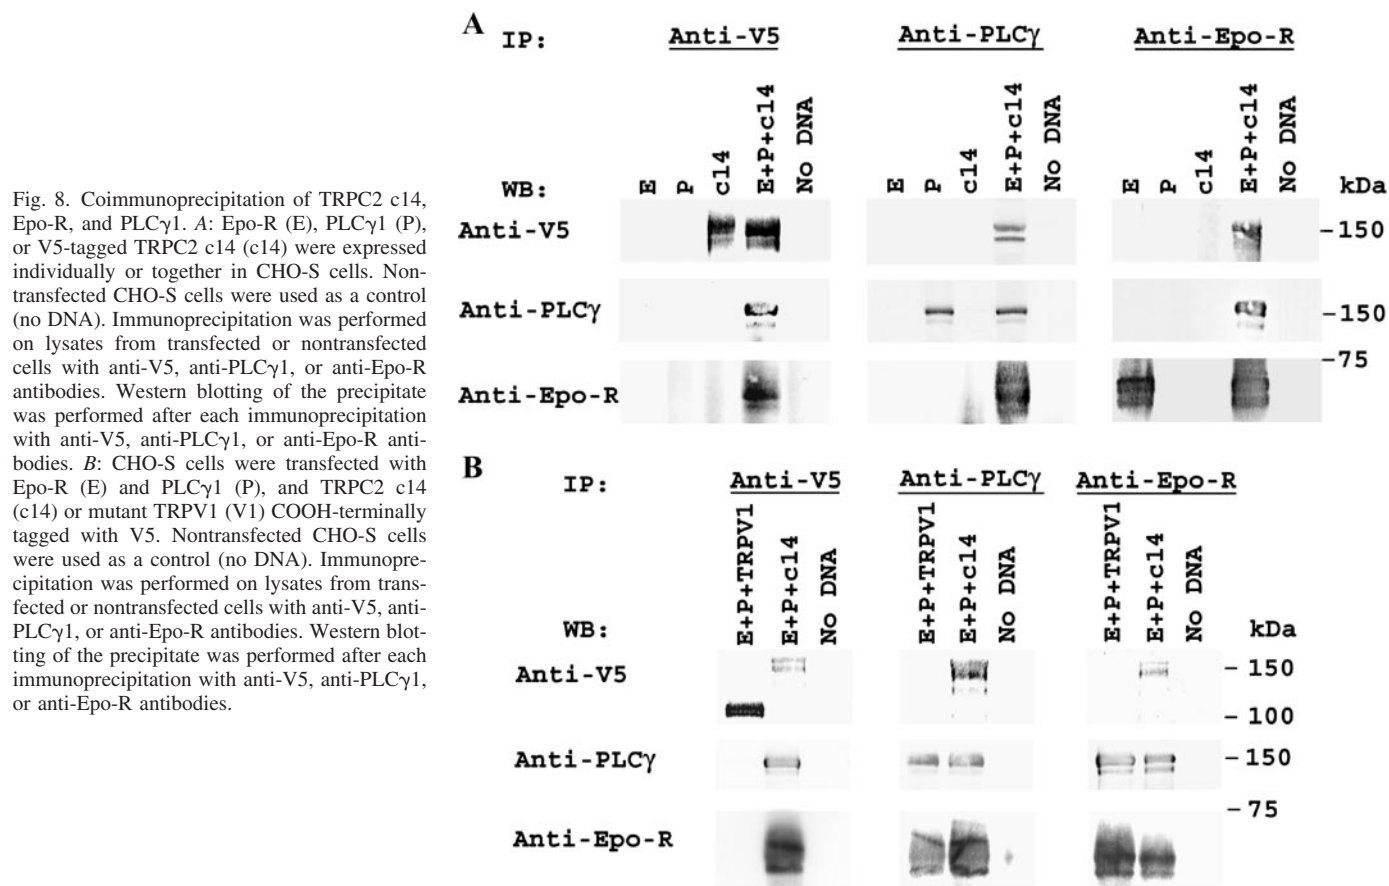 Fig. 8. Coimmunoprecipitation of TRPC2 c14,
Epo-R, and PLCγ1. A: Epo-R (E), PLCγ1 (P),
or V5-tagged TRPC2 c14 (c14) were expressed
individually or together in CHO-S cells. Non-
transfected CHO-S cells were used as a control
(no DNA). Immunoprecipitation was performed
on lysates from transfected or nontransfected
cells with anti-V5, anti-PLCγ1, or anti-Epo-R
antibodies. Western blotting of the precipitate
was performed after each immunoprecipitation
with anti-V5, anti-PLCγ1, or anti-Epo-R anti-
bodies. B: CHO-S cells were transfected with
Epo-R (E) and PLCγ1 (P), and TRPC2 c14
(c14) or mutant TRPV1 (V1) COOH-terminally
tagged with V5. Nontransfected CHO-S cells
were used as a control (no DNA). Immunopre-
cipitation was performed on lysates from trans-
fected or nontransfected cells with anti-V5, anti-
PLCγ1, or anti-Epo-R antibodies. Western blot-
ting of the precipitate was performed after each
immunoprecipitation with anti-V5, anti-PLCγ1,
or anti-Epo-R antibodies.
A
IP: Anti-V5 Anti-PLCγ Anti-Epo-R
WB: E P c14 E+P+c14 No DNA E P c14 E+P+c14 No DNA E P c14 E+P+c14 No DNA kDa
Anti-V5 -150
Anti-PLCγ -150
-75
Anti-Epo-R
B
IP: Anti-V5 Anti-PLCγ Anti-Epo-R
WB: E+P+TRPV1 E+P+c14 No DNA E+P+TRPV1 E+P+c14 No DNA E+P+TRPV1 E+P+c14 No DNA kDa
Anti-V5 - 150
- 100
Anti-PLCγ - 150
- 75
Anti-Epo-R